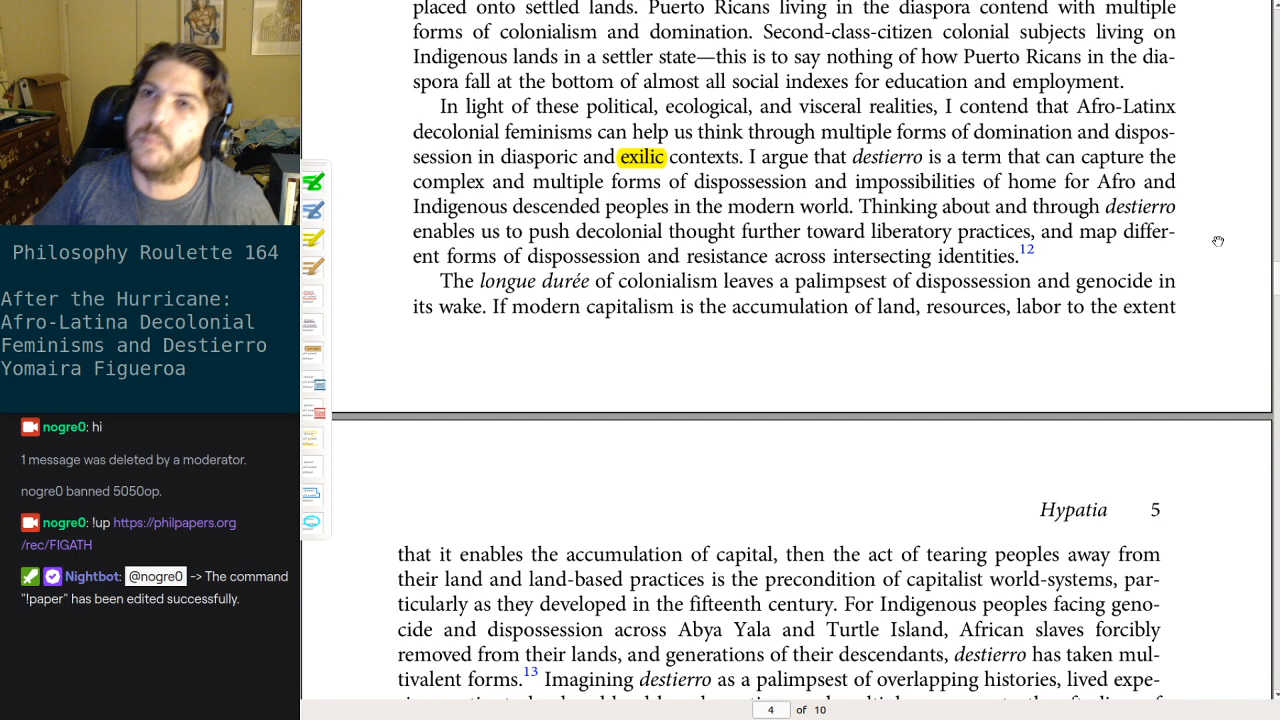 placed onto settled lands. Puerto Ricans living in the diaspora contend with multiple
forms of colonialism and domination. Second-class-citizen colonial subjects living on
Indigenous lands in a settler state—this is to say nothing of how Puerto Ricans in the dia-
spora fall at the bottom of almost all social indexes for education and employment.
In light of these political, ecological, and visceral realities, I contend that Afro-Latinx
decolonial feminisms can help us think through multiple forms of domination and dispos-
session in diasporic and exilic contexts. I argue that destierro is a term that can capture the
complex and multiple forms of dispossession and impossibilities of home for Afro and
Indigenous descended peoples in the modern world. Thinking about and through destierro
enables us to push decolonial thought further toward liberatory practices, and map differ-
ent forms of dispossession and resistance across intersecting identities.12
The longue durée of colonialism was a process of dispossession and genocide in
its wake of modern capitalism. If the accumulation of land/resources and to the extent
Hypatia 5
that it enables the accumulation of capital, then the act of tearing peoples away from
their land and land-based practices is the precondition of capitalist world-systems, par-
ticularly as they developed in the fifteenth century. For Indigenous peoples facing geno-
cide and dispossession across Abya Yala and Turtle Island, African slaves forcibly
removed from their lands, and generations of their descendants, destierro has taken mul-
tivalent forms.13 Imagining destierro as a palimpsest of overlapping histories, lived expe-
4 of 10
Philosophy Roulette 164
After the Hurricane:
Afro-Latina Decolonial
Feminisms and Destierro
Yomaira Figueroa
nogre0: hi
1 message was deleted by a moderator.
nogre0 banned 5050op.
nogre0: !up https://philpapers.org
/rec/FIGATH
Nightbot: @nogre0 -> The command
"!paper" has been edited successfully.